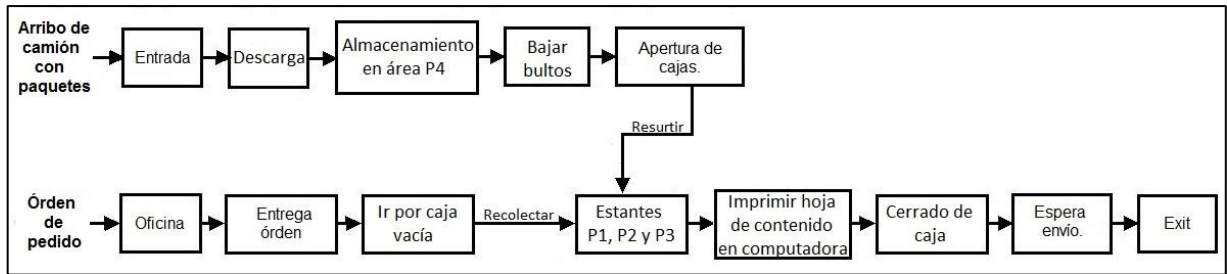 Arribo de
camión
con
paquetes
Entrada
Descarga
Almacenamiento
en área P4
Bajar
bultos
Apertura de
cajas.
Resurtir
Órden
de
pedido
Oficina
Entrega
órden
Ir por caja
vacía
Recolectar
Estantes
P1, P2 y P3
Imprimir hoja
de contenido
en computadora
Cerrado de
caja
Espera
envío.
Exit